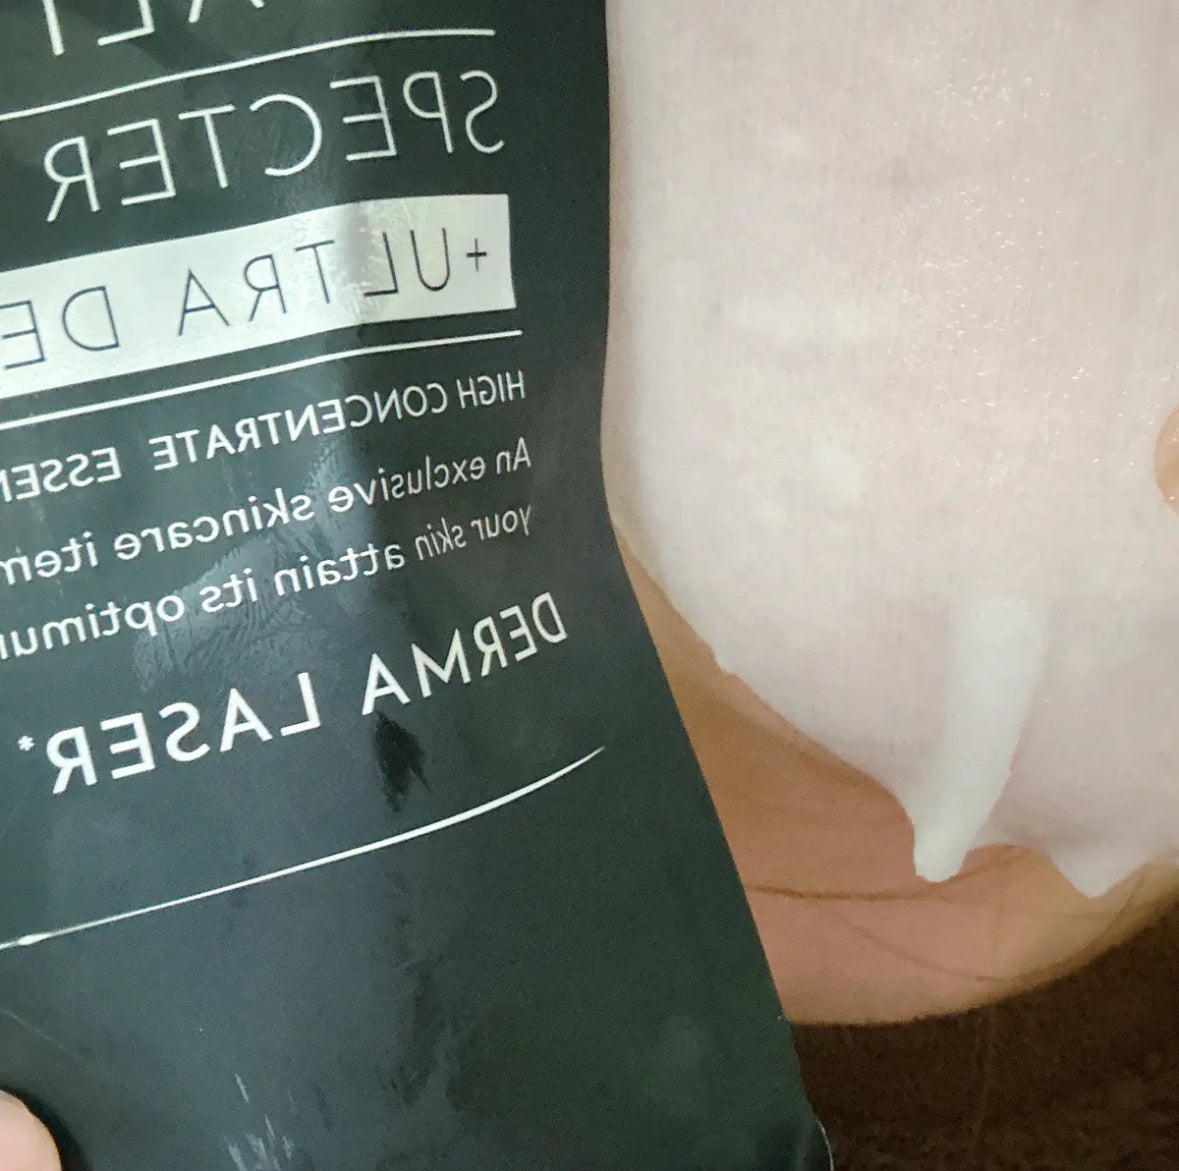 SPECTER
+ULTRA DE
HIGH CONCENTRATE ESSEN
An exclusive skincare item
your skin attain its optimum
DERMA LASER*